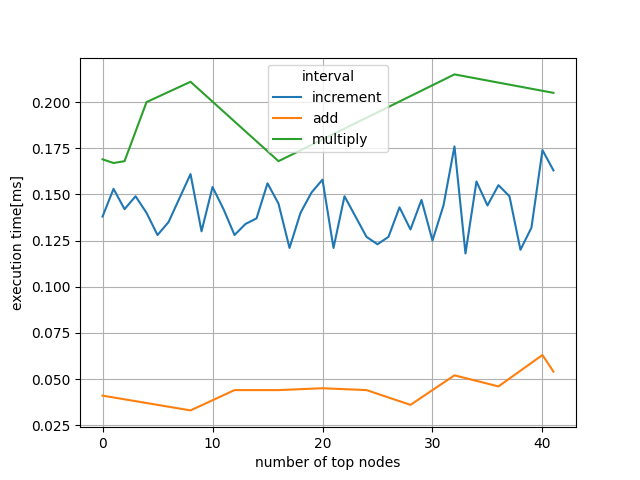 interval
increment
add
multiply
execution time[ms]
0.200
0.175
0.150
0.125
0.100
0.075
0.050
0.025
0 10 20 30 40
number of top nodes